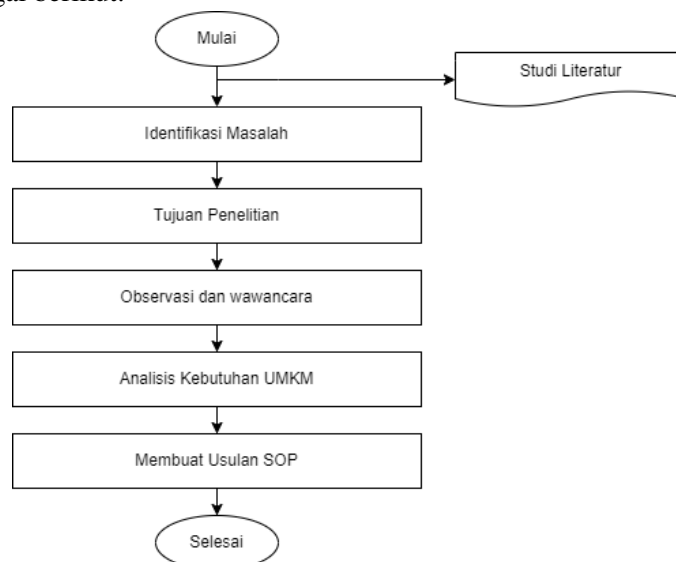 Mulai
Studi Literatur
Identifikasi Masalah
Tujuan Penelitian
Observasi dan wawancara
Analisis Kebutuhan UMKM
Membuat Usulan SOP
Selesai